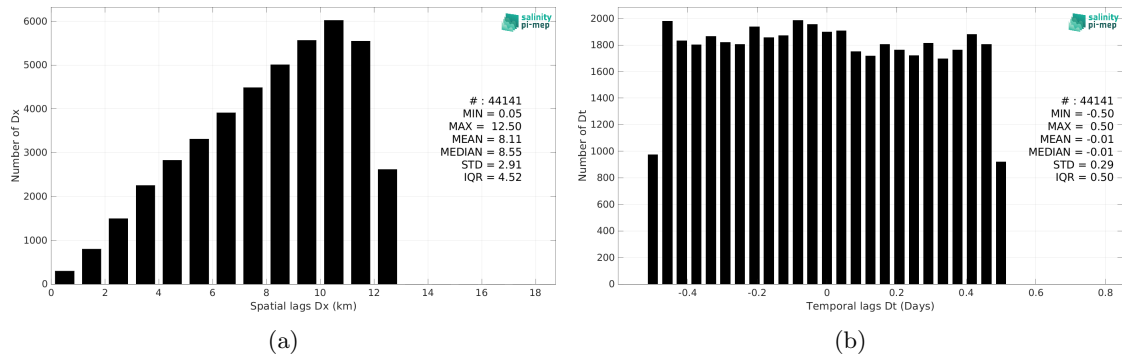 6000
5000
4000
3000
2000
1000
0
Number of Dx
salinity
pi-mep
# : 44141
MIN = 0.05
MAX = 12.50
MEAN = 8.11
MEDIAN = 8.55
STD = 2.91
IQR = 4.52
0 2 4 6 8 10 12 14 16 18
Spatial lags Dx (km)
(a)
2000
1800
1600
1400
1200
1000
800
600
400
200
0
Number of Dt
salinity
pi-mep
# : 44141
MIN = -0.50
MAX = 0.50
MEAN = -0.01
MEDIAN = -0.01
STD = 0.29
IQR = 0.50
-0.4 -0.2 0 0.2 0.4 0.6 0.8
Temporal lags Dt (Days)
(b)